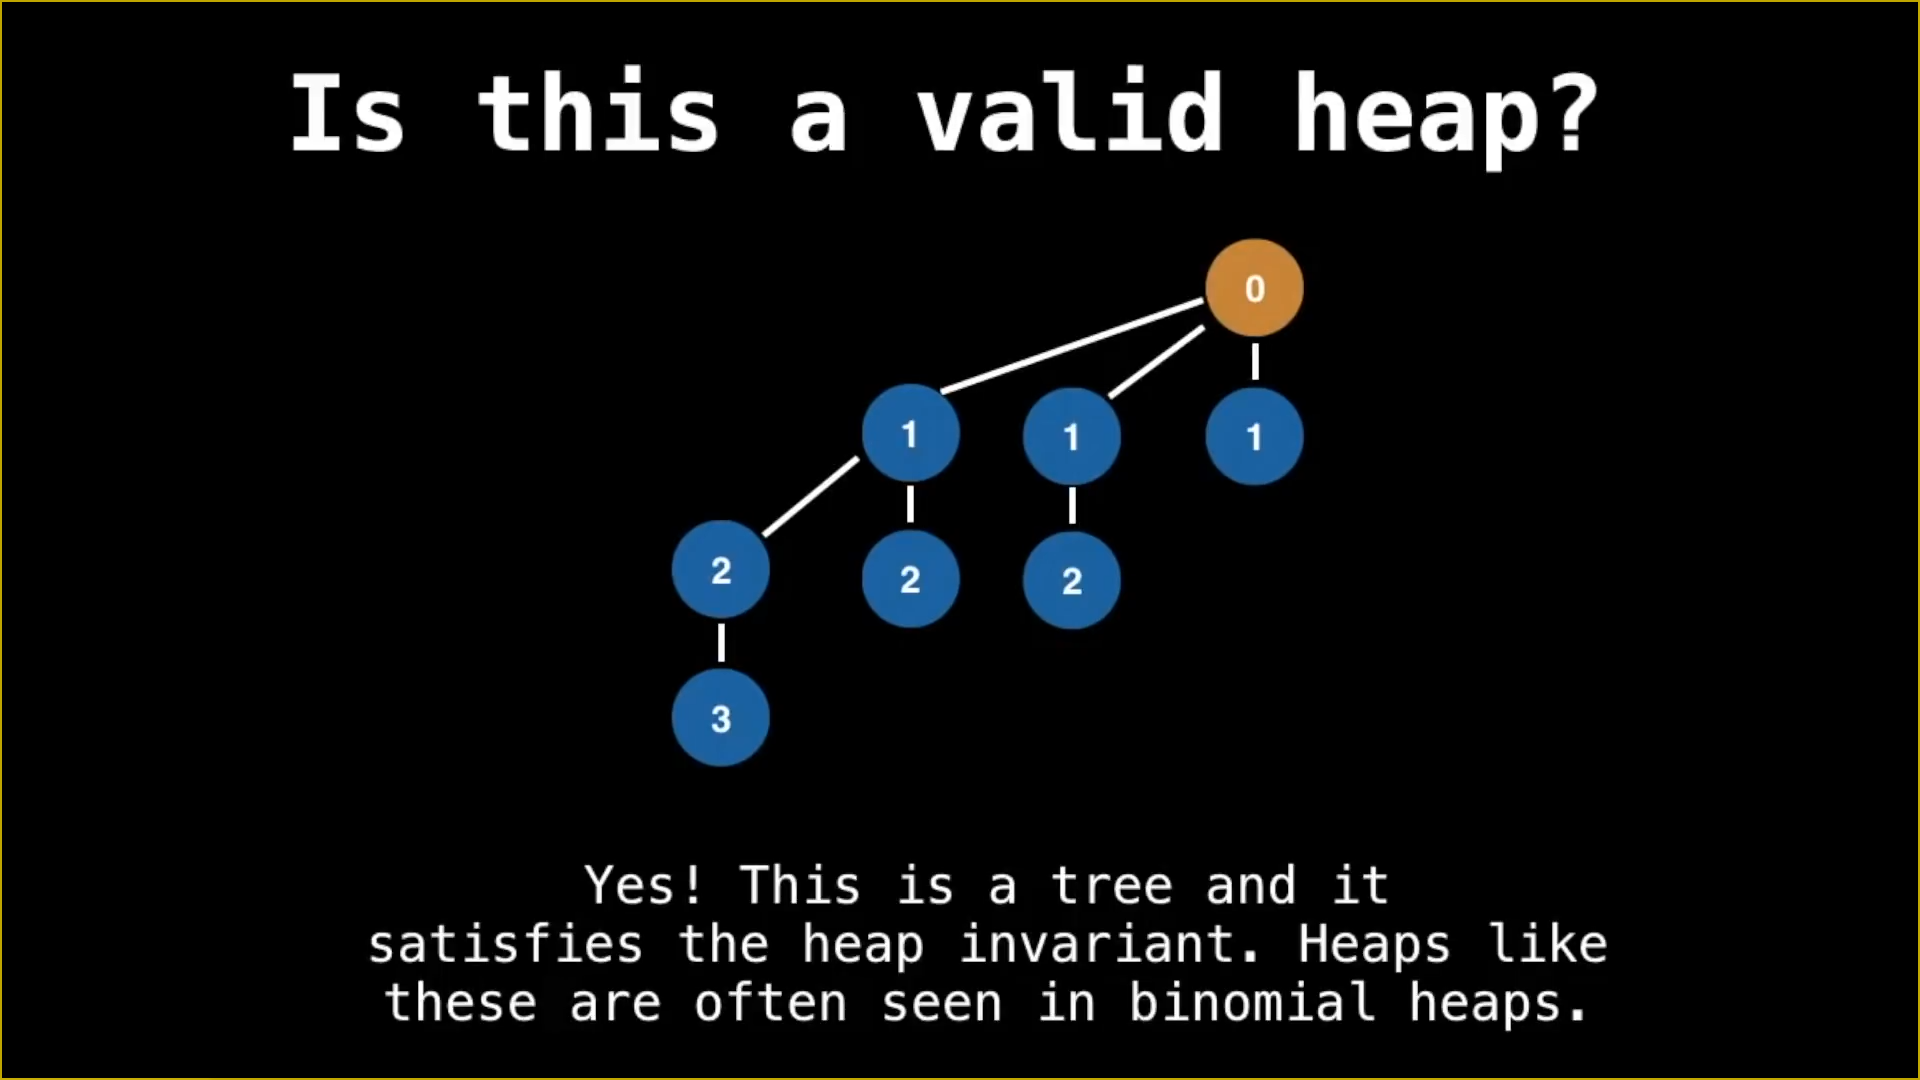 Is this a valid heap?
0
1 1 1
2 2 2
3
Yes! This is a tree and it
satisfies the heap invariant. Heaps like
these are often seen in binomial heaps.